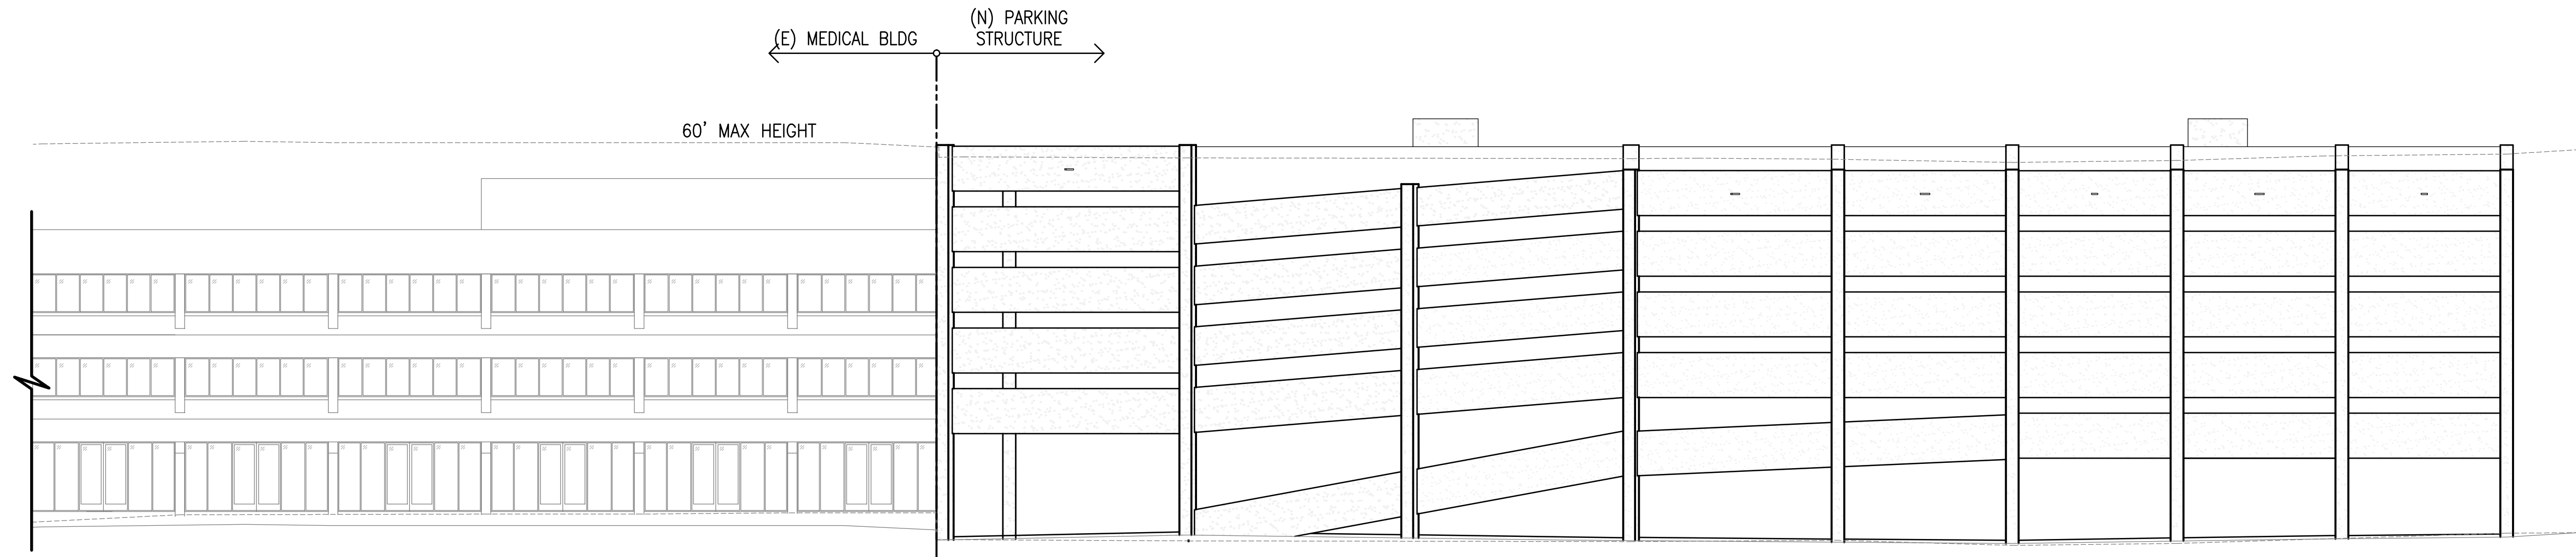 (N) PARKING
(E) MEDICAL BLDG STRUCTURE
60' MAX HEIGHT